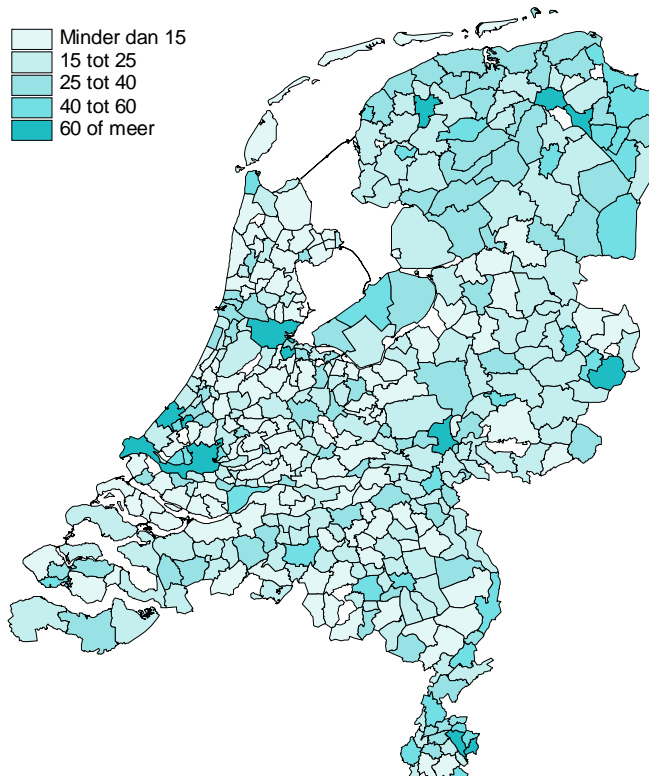 Minder dan 15
15 tot 25
25 tot 40
40 tot 60
60 of meer